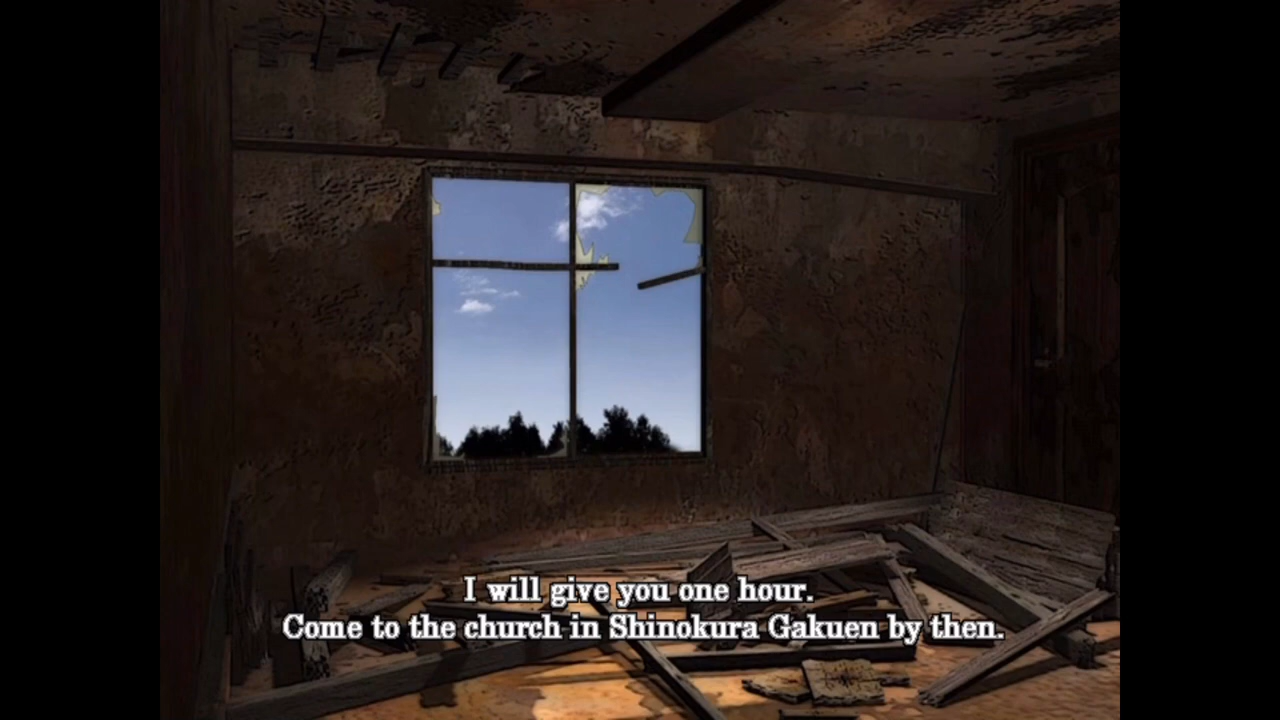 I will give you one hour.
Come to the church in Shinokura Gakuen by then.